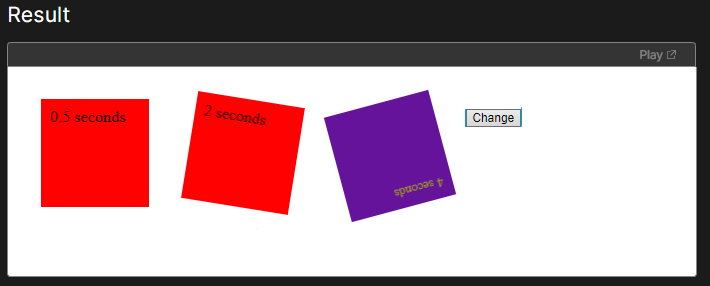 Result
Play
0.5 seconds
2 seconds
4 seconds
Change